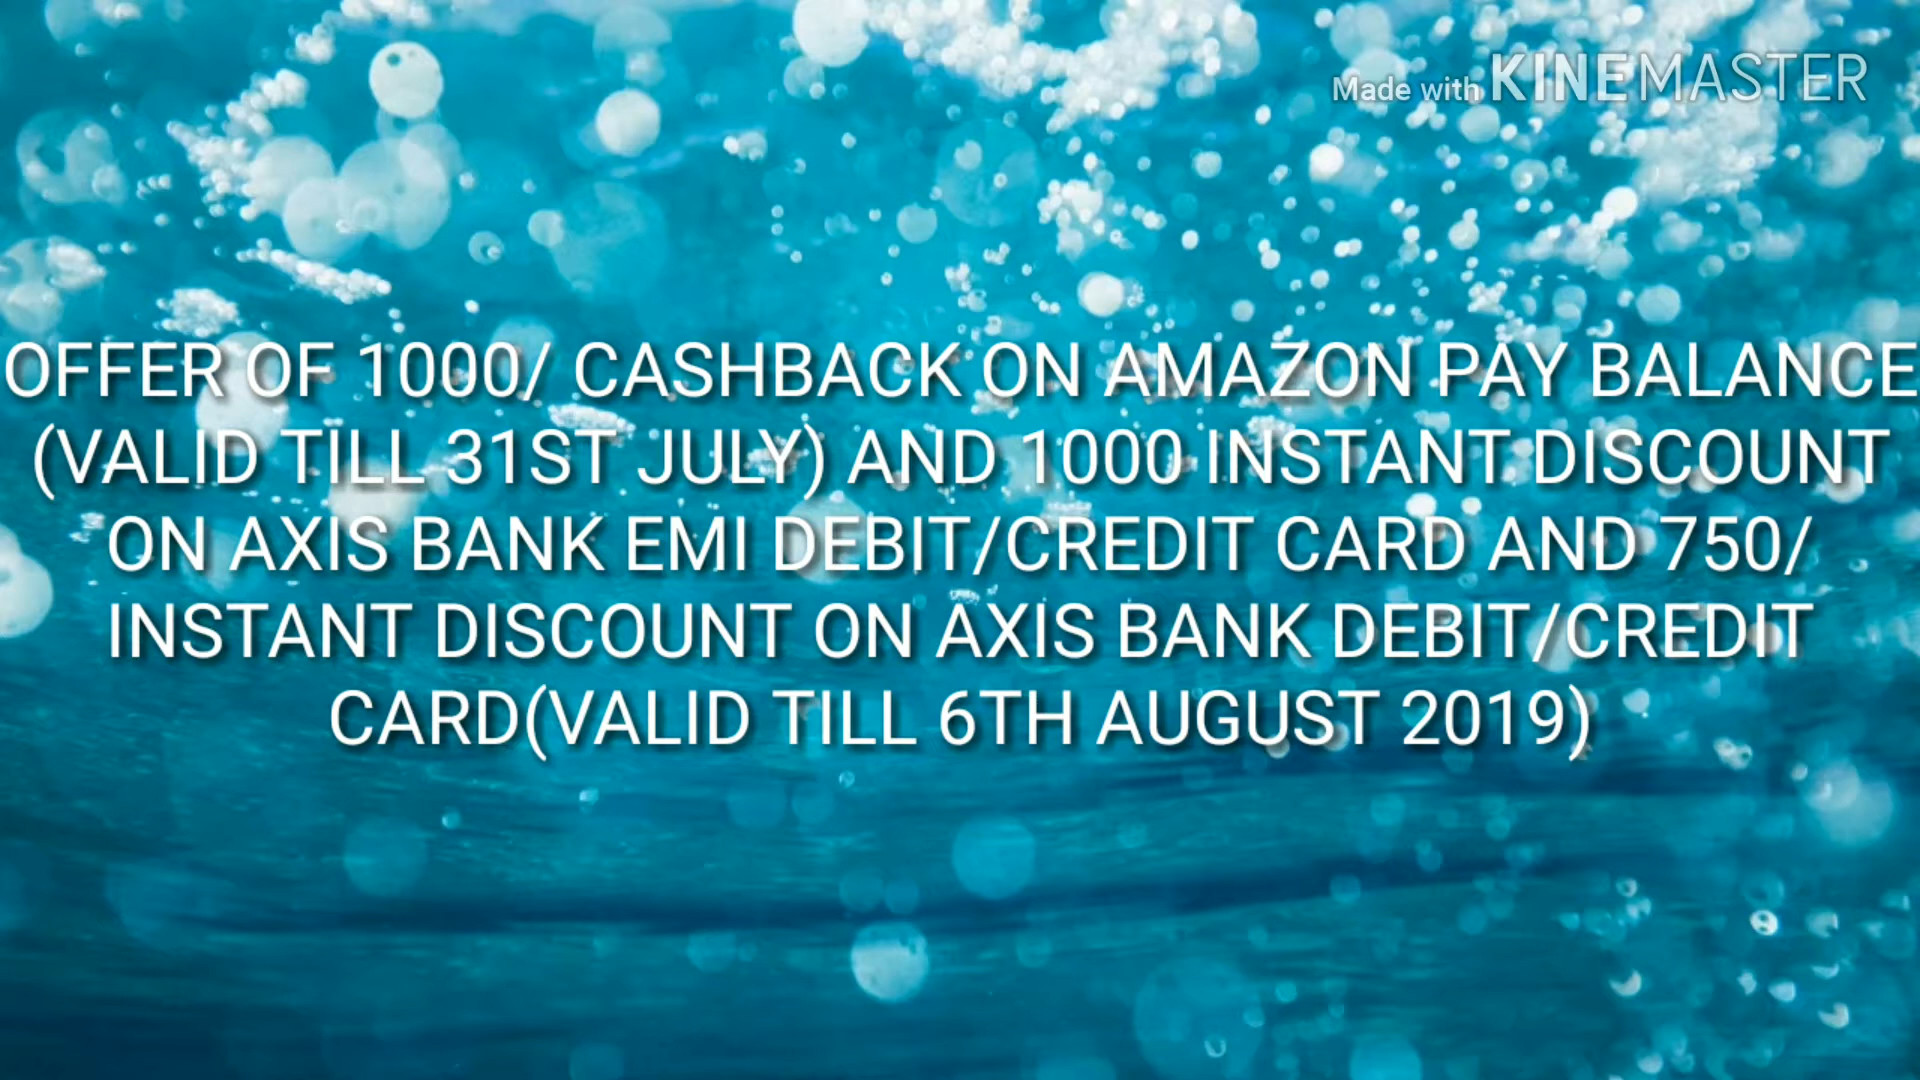 Made with KINEMASTER
OFFER OF 1000/ CASHBACK ON AMAZON PAY BALANCE
(VALID TILL 31ST JULY) AND 1000 INSTANT DISCOUNT
ON AXIS BANK EMI DEBIT/CREDIT CARD AND 750/
INSTANT DISCOUNT ON AXIS BANK DEBIT/CREDIT
CARD(VALID TILL 6TH AUGUST 2019)